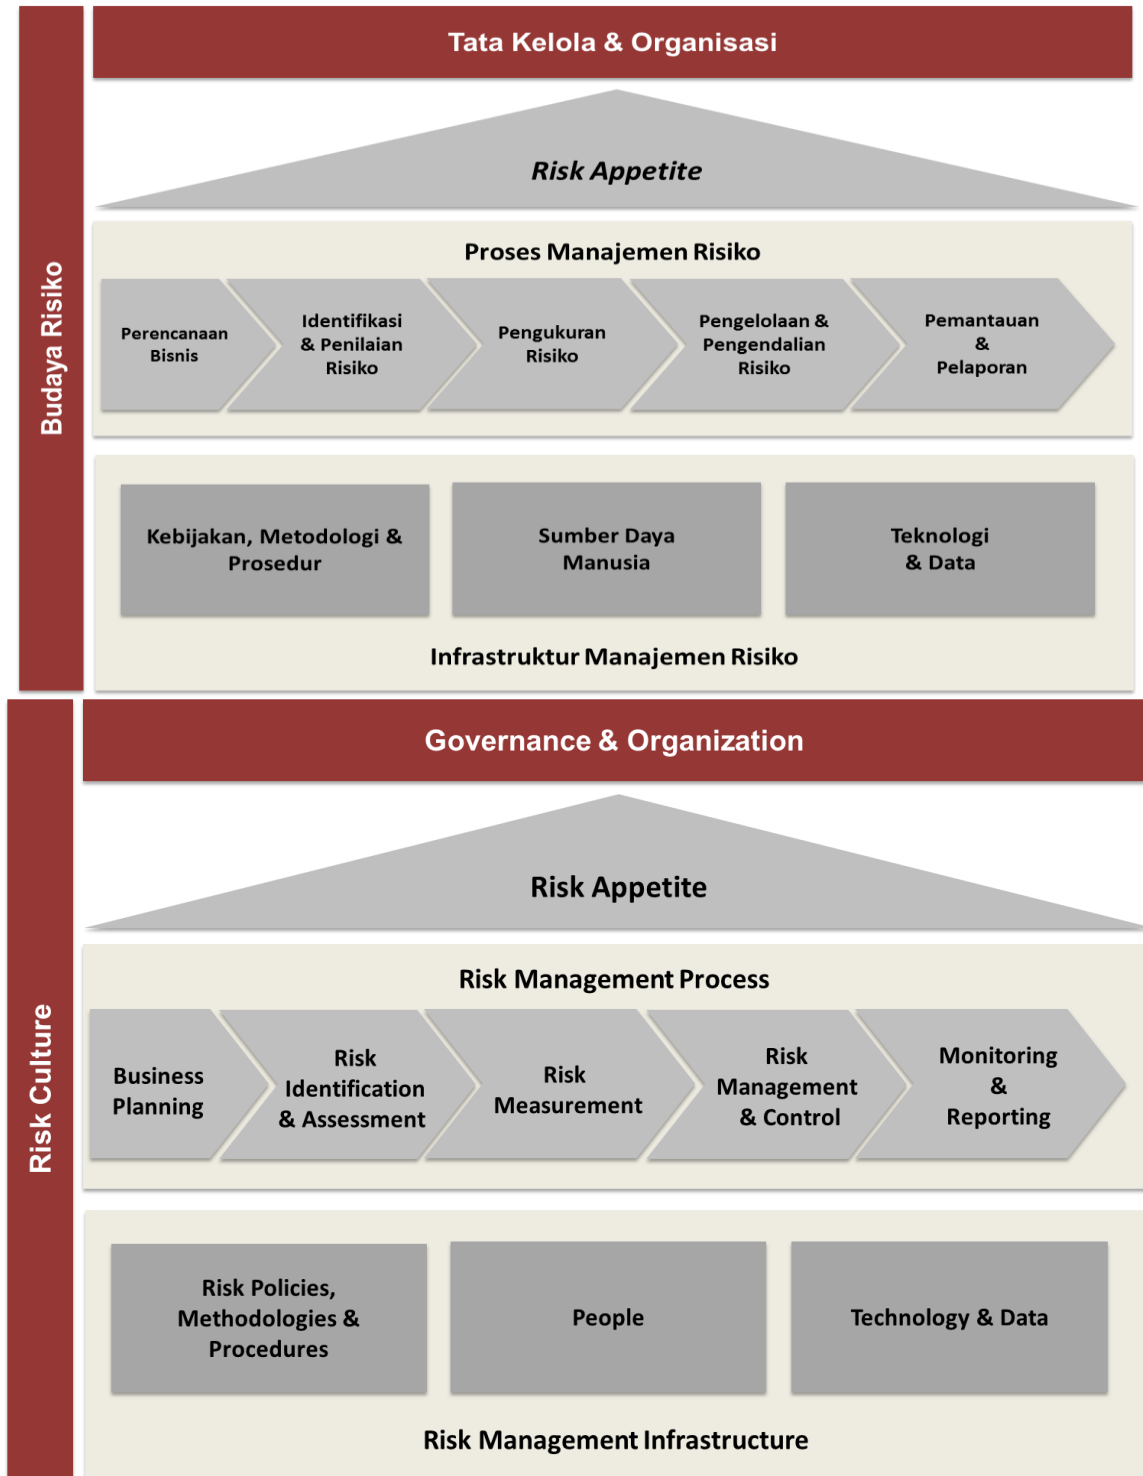 Tata Kelola & Organisasi
Budaya Risiko
Risk Appetite
Proses Manajemen Risiko
Perencanaan
Bisnis
Identifikasi
& Penilaian
Risiko
Pengukuran
Risiko
Pengelolaan &
Pengendalian
Risiko
Pemantauan
&
Pelaporan
Kebijakan, Metodologi &
Prosedur
Sumber Daya
Manusia
Teknologi
& Data
Infrastruktur Manajemen Risiko
Governance & Organization
Risk Culture
Risk Appetite
Risk Management Process
Business
Planning
Risk
Identification
& Assessment
Risk
Measurement
Risk
Management
& Control
Monitoring
&
Reporting
Risk Policies,
Methodologies &
Procedures
People
Technology & Data
Risk Management Infrastructure